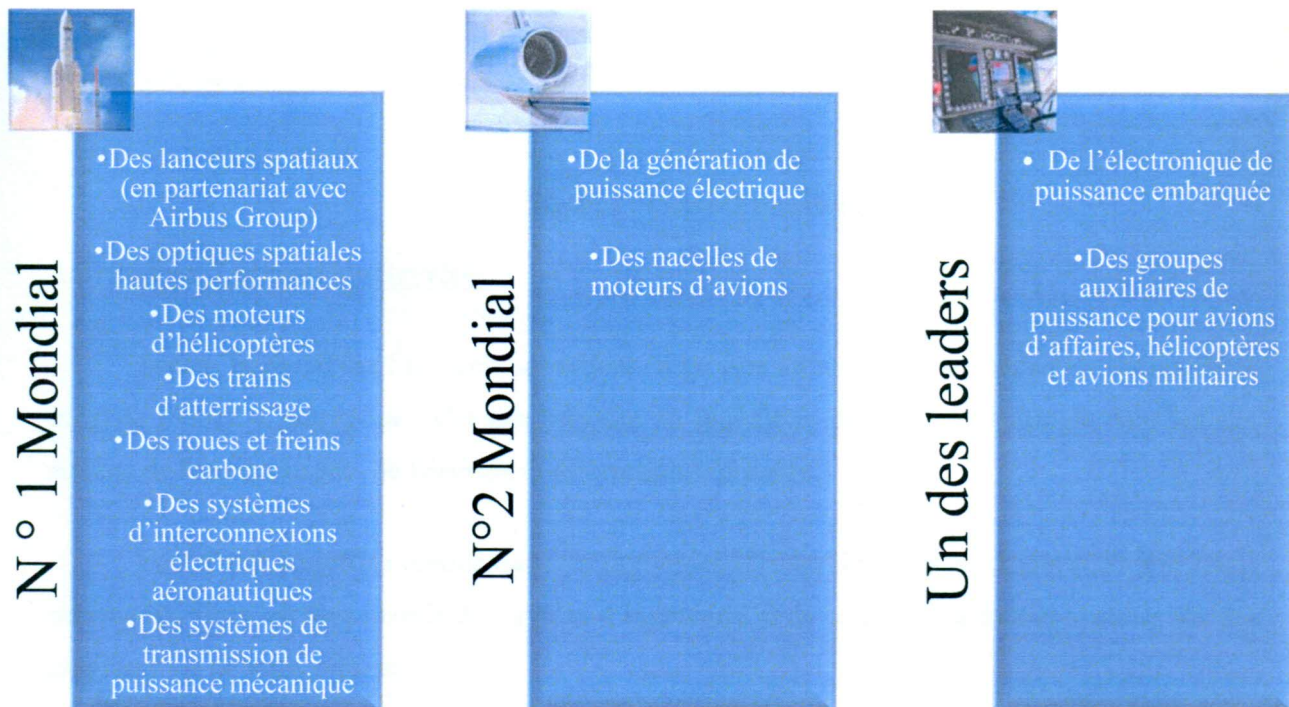 N ° 1 Mondial
•Des lanceurs spatiaux
(en partenariat avec
Airbus Group)
•Des optiques spatiales
hautes performances
•Des moteurs
d'hélicoptères
•Des trains
d'atterrissage
•Des roues et freins
carbone
•Des systèmes
d'interconnexions
électriques
aéronautiques
•Des systèmes de
transmission de
puissance mécanique
N°2 Mondial
•De la génération de
puissance électrique
•Des nacelles de
moteurs d'avions
Un des leaders
• De l'électronique de
puissance embarquée
•Des groupes
auxiliaires de
puissance pour avions
d'affaires, hélicoptères
et avions militaires